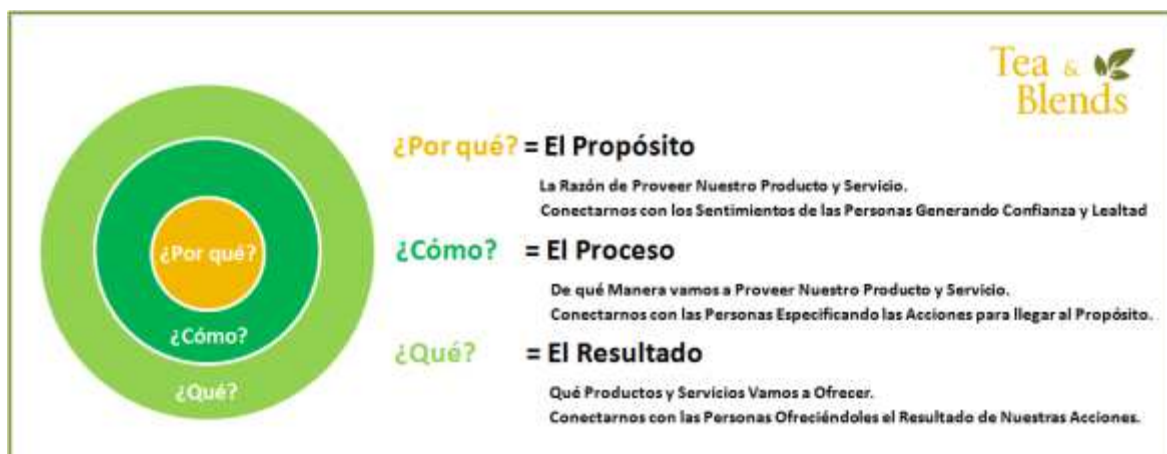 Tea &
Blends
¿Por qué? = El Propósito
La Razón de Proveer Nuestro Producto y Servicio.
Conectarnos con los Sentimientos de las Personas Generando Confianza y Lealtad
¿Cómo? = El Proceso
De qué Manera vamos a Proveer Nuestro Producto y Servicio.
Conectarnos con las Personas Especificando las Acciones para llegar al Propósito.
¿Qué? = El Resultado
Qué Productos y Servicios Vamos a Ofrecer.
Conectarnos con las Personas Ofreciéndoles el Resultado de Nuestras Acciones.
¿Por qué?
¿Cómo?
¿Qué?